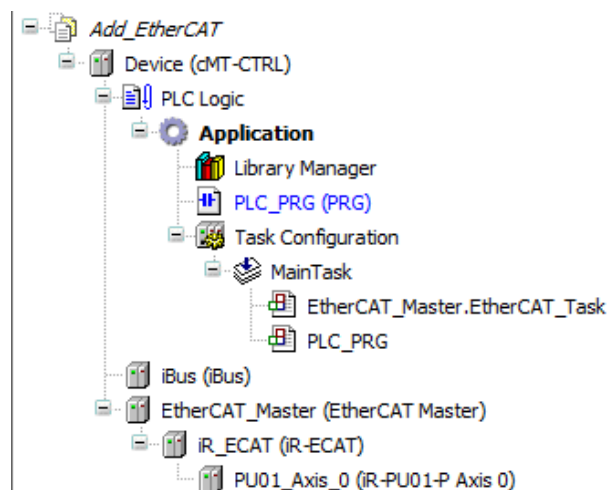 Add_EtherCAT
Device (cMT-CTRL)
PLC Logic
Application
Library Manager
PLC_PRG (PRG)
Task Configuration
MainTask
EtherCAT_Master.EtherCAT_Task
PLC_PRG
iBus (iBus)
EtherCAT_Master (EtherCAT Master)
iR_ECAT (iR-ECAT)
PU01_Axis_0 (iR-PU01-P Axis 0)